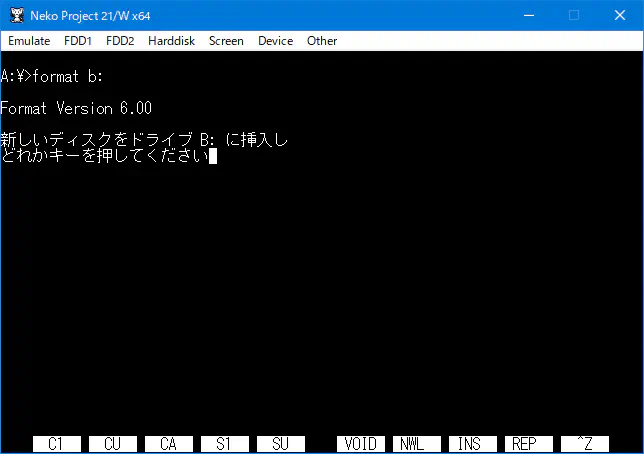 Neko Project 21/W x64
Emulate FDD1 FDD2 Harddisk Screen Device Other
A:¥>format b:
Format Version 6.00
新しいディスクをドライブ B: に挿入し
どれかキーを押してください
C1 CU CA S1 SU VOID NWL INS REP ^Z